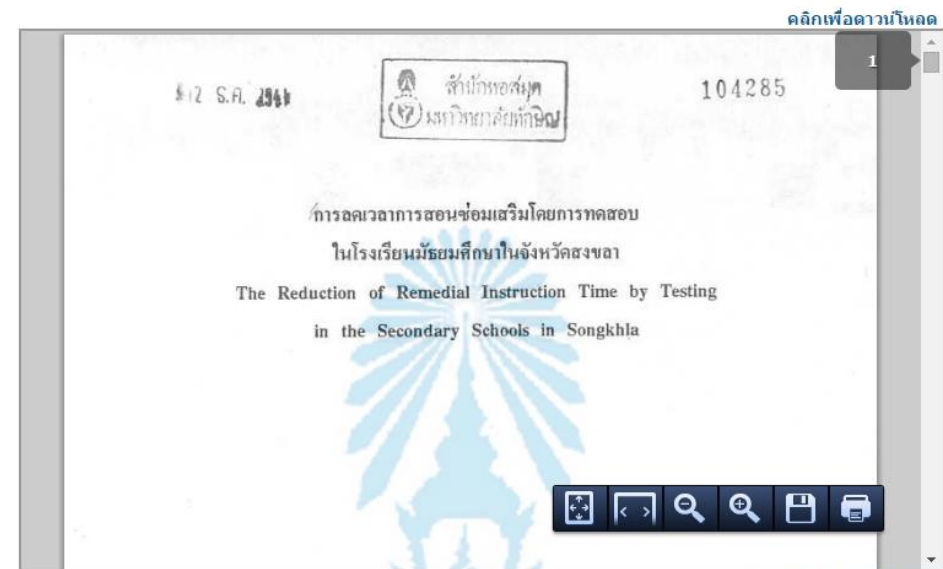 คลิกเพื่อดาวน์โหลด
1
สำนักหอสมุด
มหาวิทยาลัยทักษิณ
104285
การลดเวลาการสอนซ่อมเสริมโดยการทดสอบ
ในโรงเรียนมัธยมศึกษาในจังหวัดสงขลา
The Reduction of Remedial Instruction Time by Testing
in the Secondary Schools in Songkhla